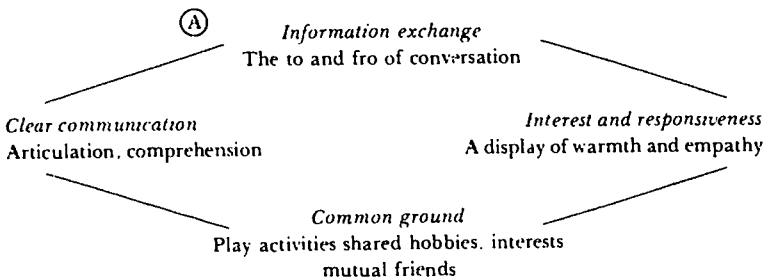 A
Information exchange
The to and fro of conversation
Clear communication
Articulation, comprehension
Interest and responsiveness
A display of warmth and empathy
Common ground
Play activities shared hobbies. interests
mutual friends